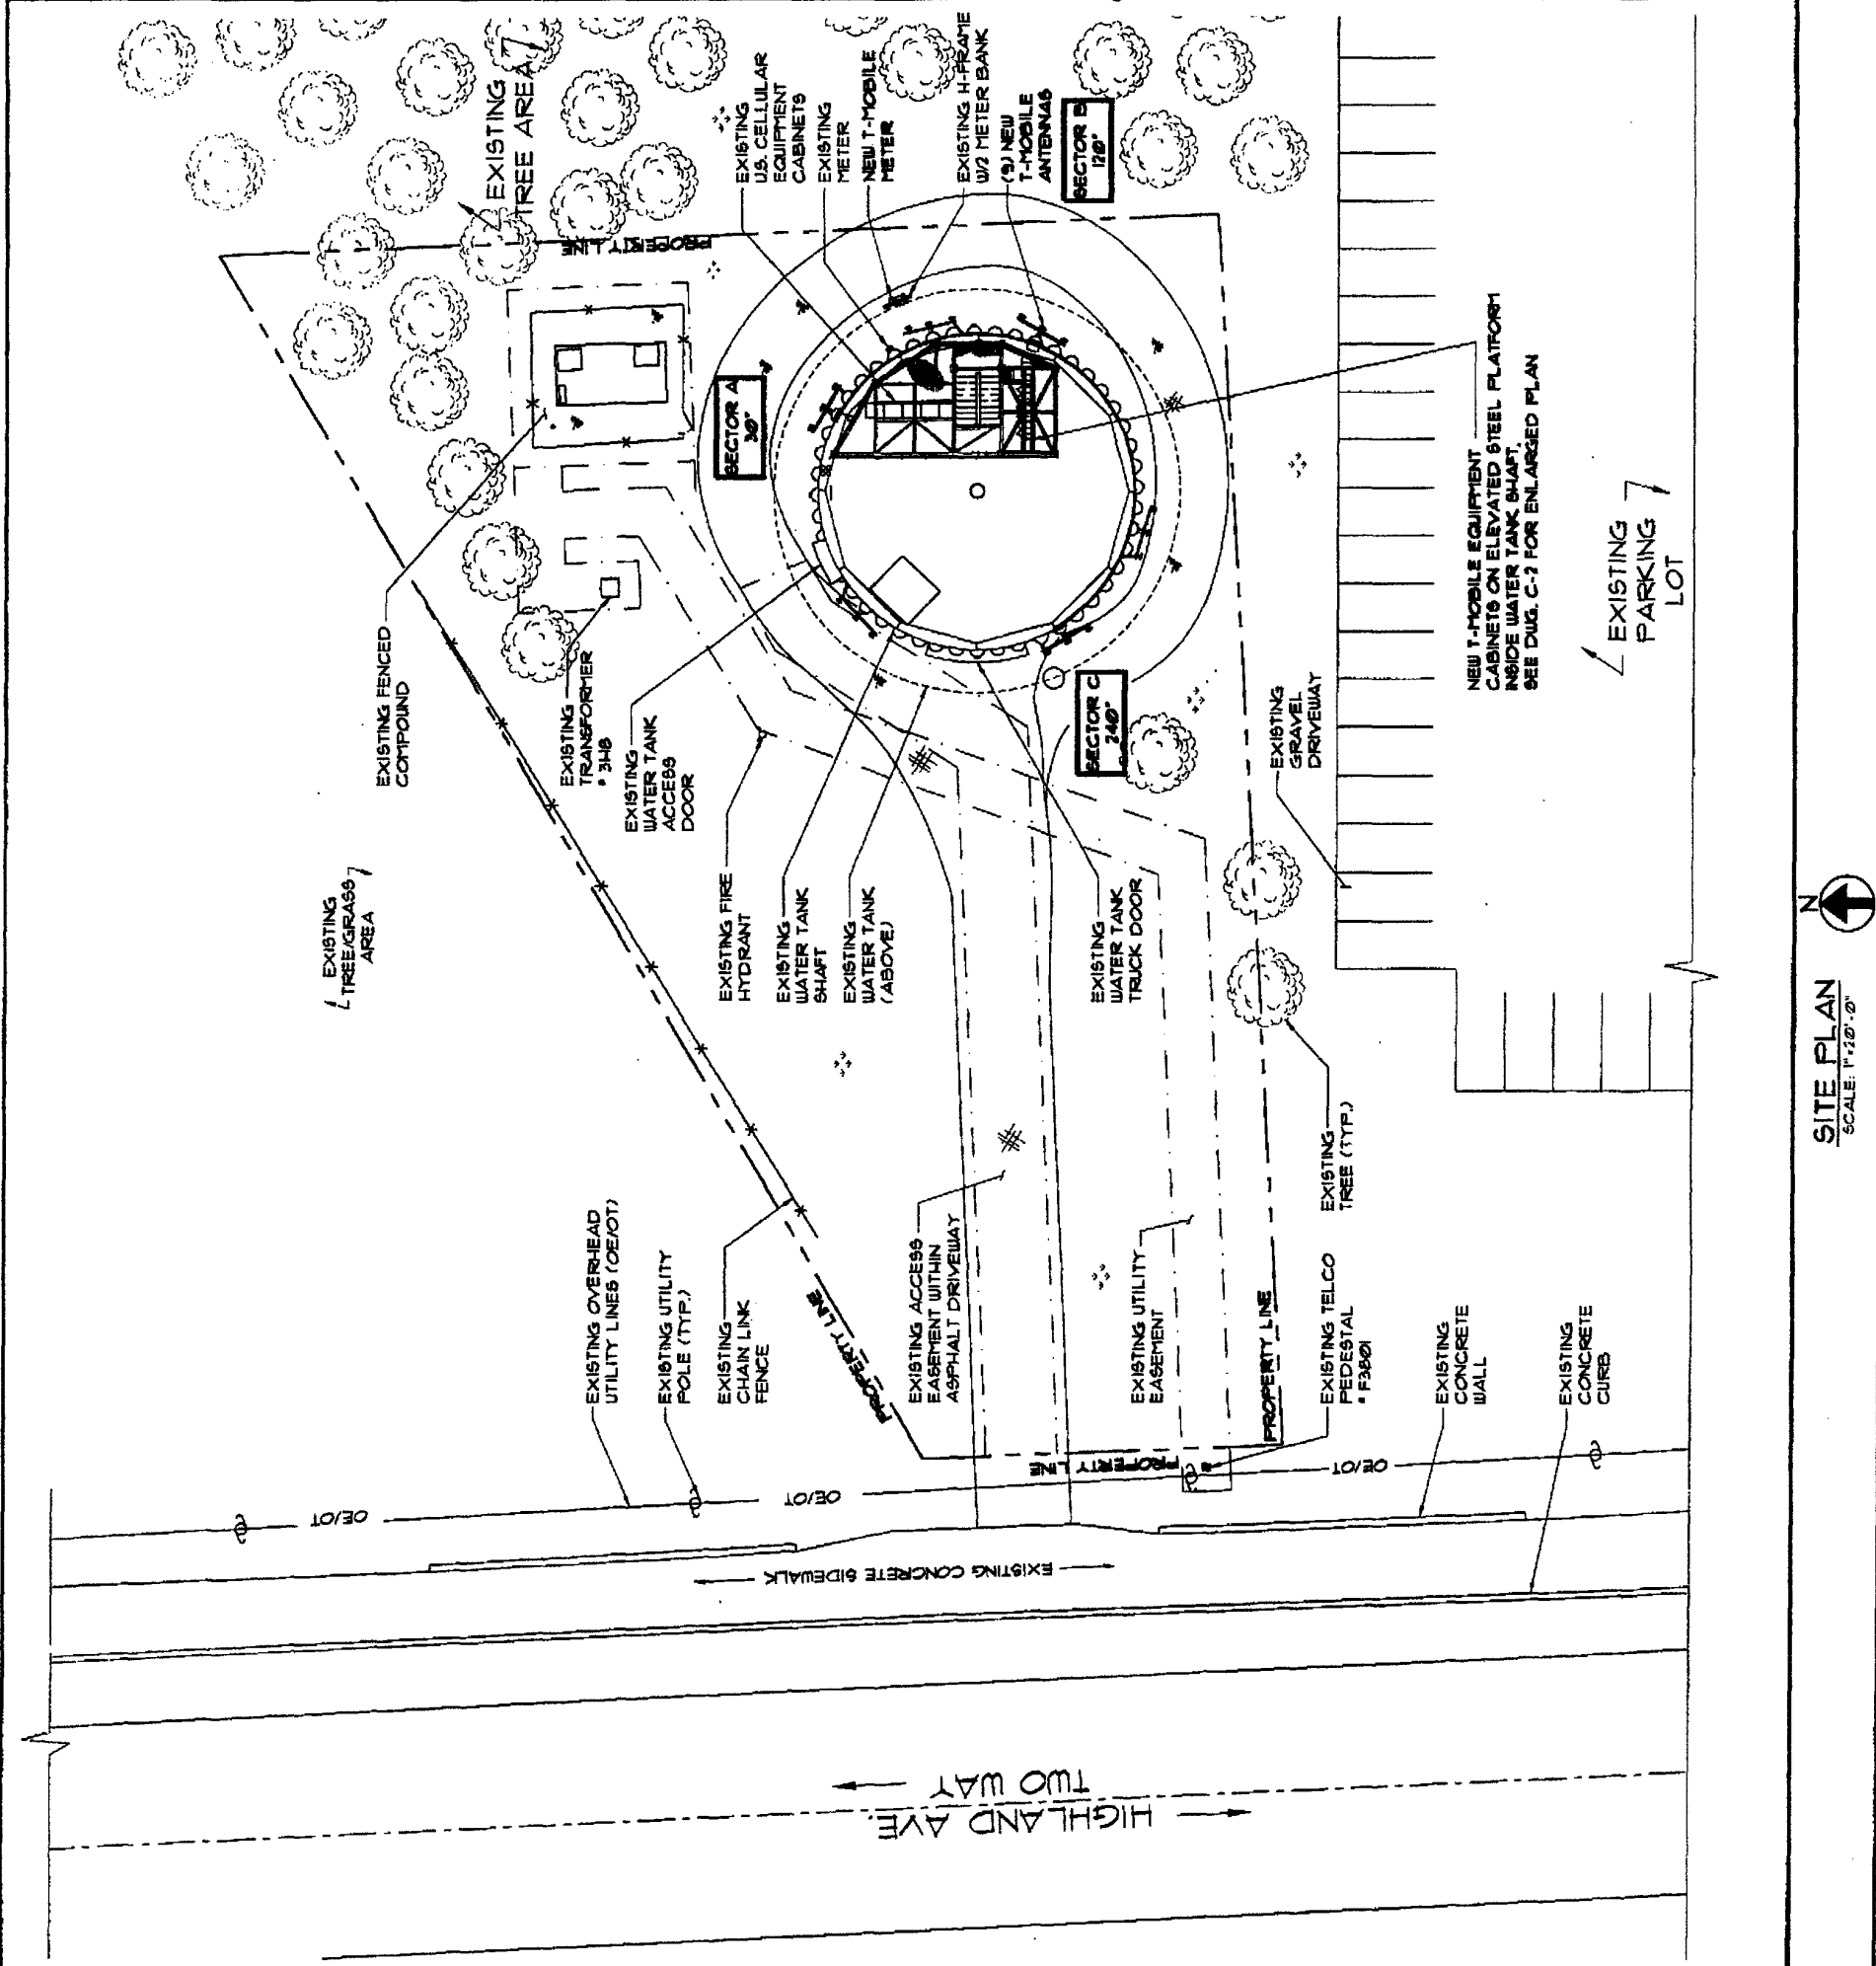 EXISTING
TREE AREA
EXISTING
U.S. CELLULAR
EQUIPMENT
CABINETS
EXISTING
METER
NEW T-MOBILE
METER
EXISTING H-FRAME
W/2 METER BANK
(9) NEW
T-MOBILE
ANTENNAS
SECTOR B
120°
PROPERTY LINE
SECTOR A
30°
EXISTING FENCED
COMPOUND
EXISTING
TRANSFORMER
EXISTING
WATER TANK
ACCESS
DOOR
SECTOR C
240°
EXISTING
GRAVEL
DRIVEWAY
NEW T-MOBILE EQUIPMENT
CABINETS ON ELEVATED STEEL PLATFORM
INSIDE WATER TANK SHAFT.
SEE DWG. C-2 FOR ENLARGED PLAN
EXISTING
PARKING
LOT
EXISTING
TREE/GRASS
AREA
EXISTING FIRE
HYDRANT
EXISTING
WATER TANK
SHAFT
EXISTING
WATER TANK
(ABOVE)
EXISTING
WATER TANK
TRUCK DOOR
EXISTING OVERHEAD
UTILITY LINES (OE/OT)
EXISTING UTILITY
POLE (TYP.)
EXISTING
CHAIN LINK
FENCE
PROPERTY LINE
EXISTING ACCESS
EASEMENT WITHIN
ASPHALT DRIVEWAY
EXISTING UTILITY
EASEMENT
PROPERTY LINE
EXISTING
TREE (TYP.)
EXISTING TELCO
PEDESTAL
EXISTING
CONCRETE
WALL
EXISTING
CONCRETE
CURB
PROPERTY LINE
OE/OT
OE/OT
OE/OT
EXISTING CONCRETE SIDEWALK
TWO WAY
HIGHLAND AVE.
N
SITE PLAN
SCALE: 1"=20'-0"